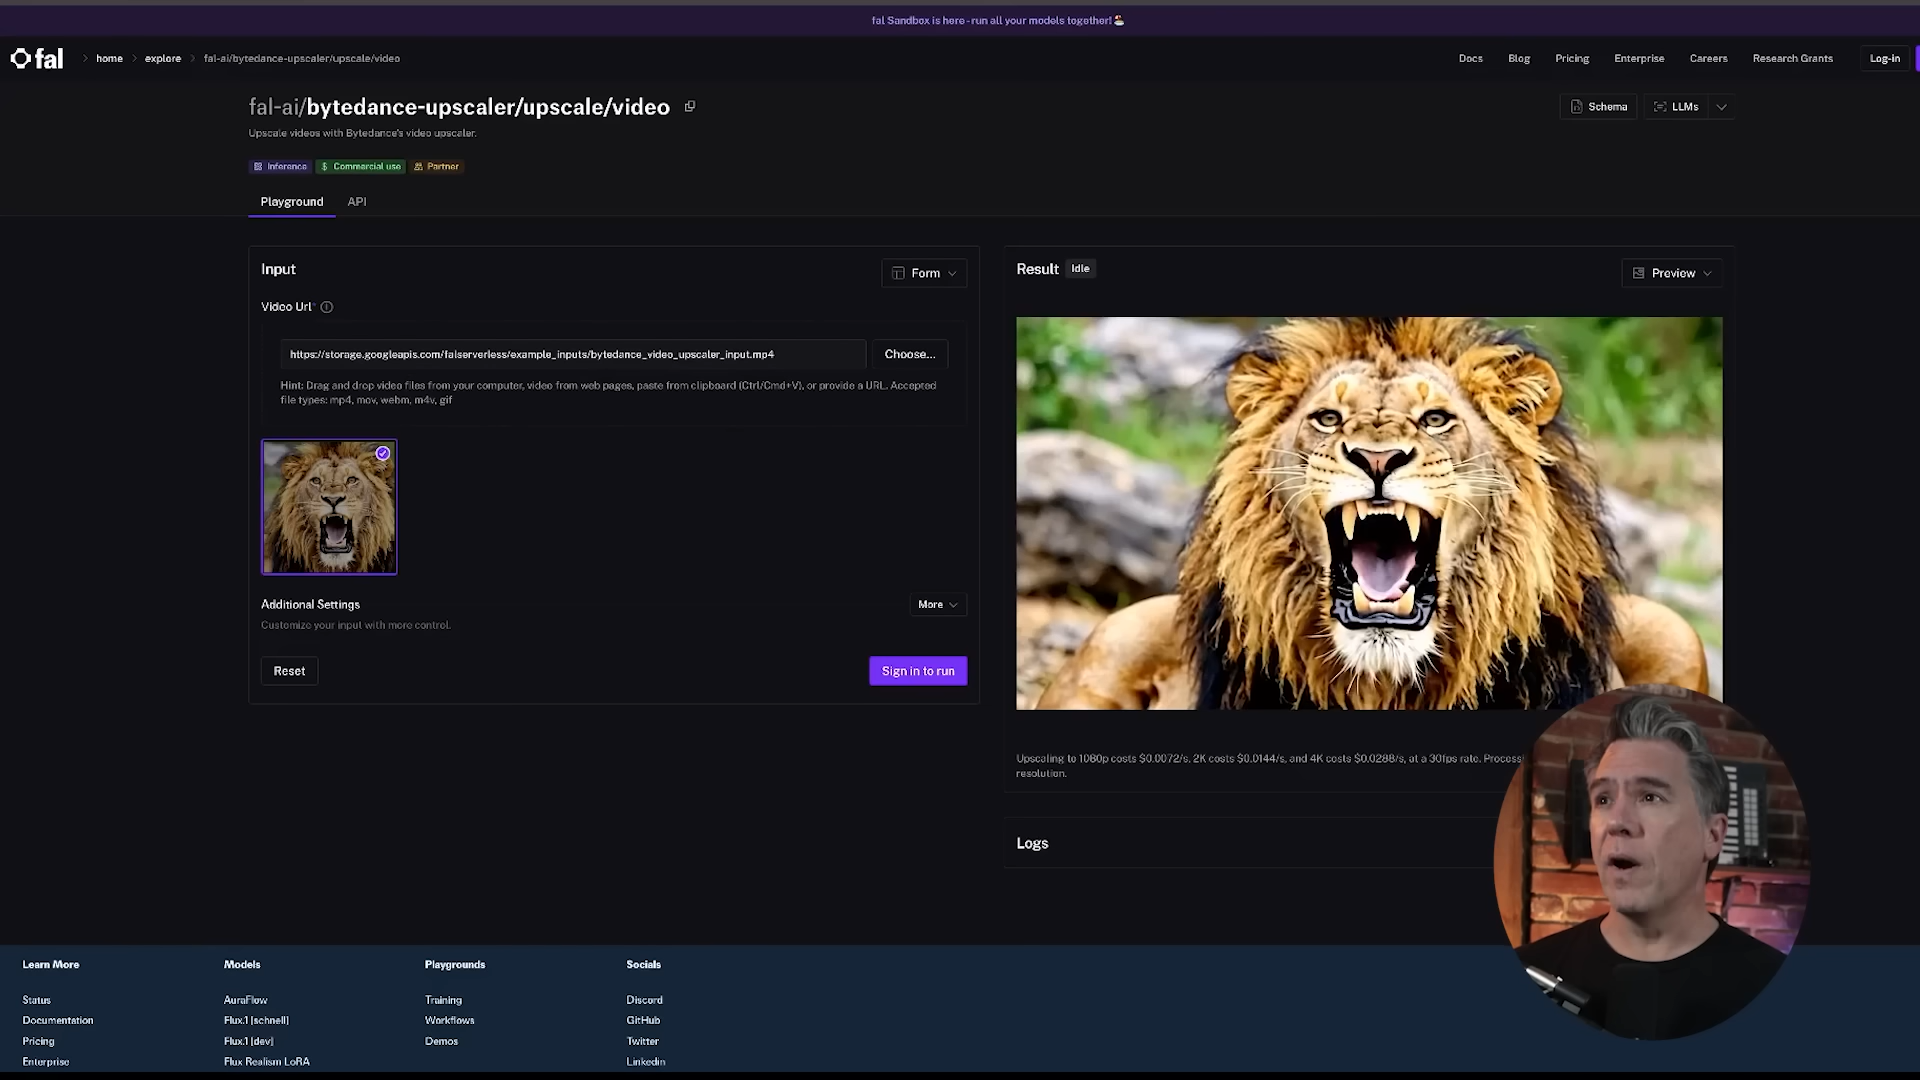 fal Sandbox is here - run all your models together!
fal
home
explore
fal-ai/bytedance-upscaler/upscale/video
Docs
Blog
Pricing
Enterprise
Careers
Research Grants
Log-in
fal-ai/bytedance-upscaler/upscale/video
Schema
LLMs
Upscale videos with Bytedance's video upscaler.
Inference
$ Commercial use
Partner
Playground
API
Input
Form
Video Url*
https://storage.googleapis.com/falserverless/example_inputs/bytedance_video_upscaler_input.mp4
Choose...
Hint: Drag and drop video files from your computer, video from web pages, paste from clipboard (Ctrl/Cmd+V), or provide a URL. Accepted
file types: mp4, mov, webm, m4v, gif
Additional Settings
More
Customize your input with more control.
Reset
Sign in to run
Result
Idle
Preview
Upscaling to 1080p costs $0.0072/s, 2K costs $0.0144/s, and 4K costs $0.0288/s, at a 30fps rate. Processi
resolution.
Logs
Learn More
Status
Documentation
Pricing
Enterprise
Models
AuraFlow
Flux.1 [schnell]
Flux.1 [dev]
Flux Realism LoRA
Playgrounds
Training
Workflows
Demos
Socials
Discord
GitHub
Twitter
Linkedin